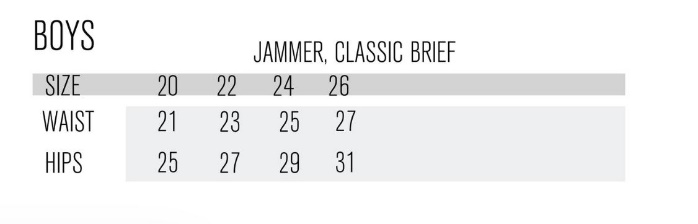 BOYS
JAMMER, CLASSIC BRIEF
SIZE 20 22 24 26
WAIST 21 23 25 27
HIPS 25 27 29 31